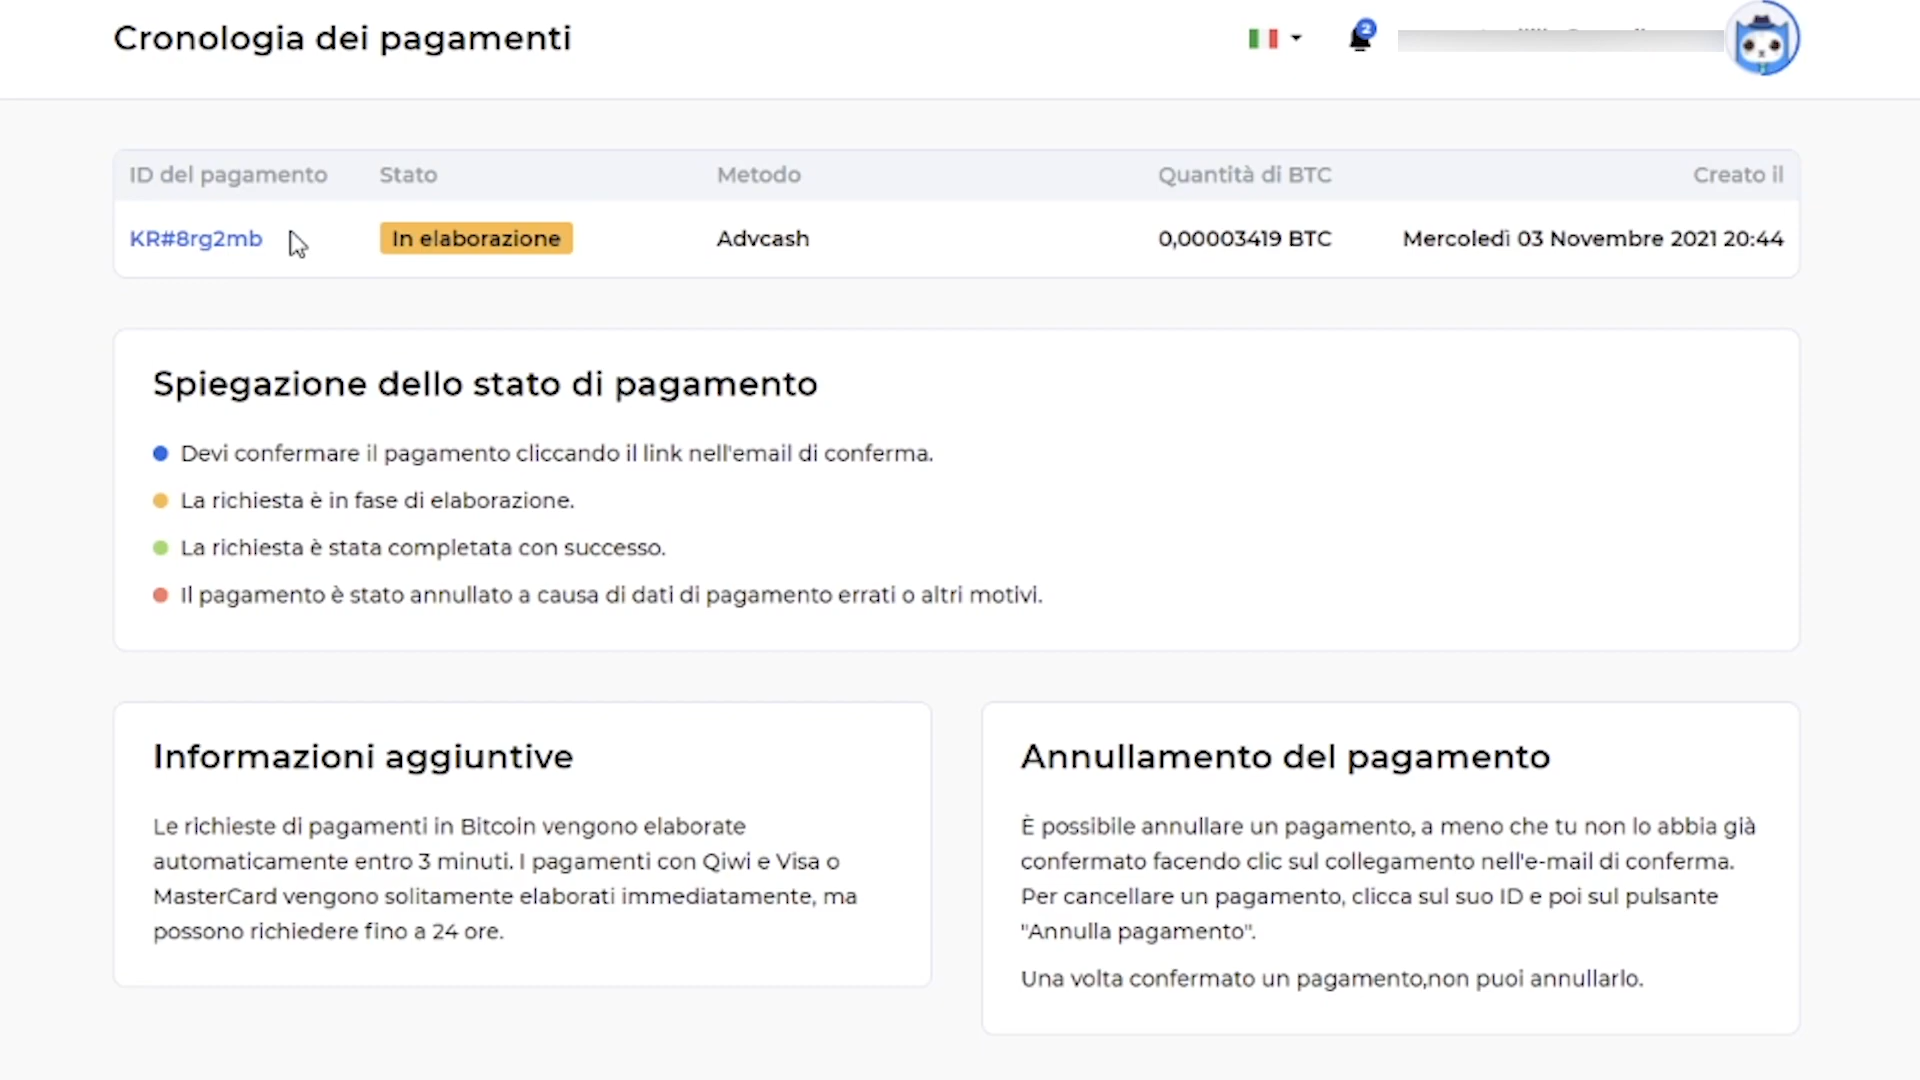 Cronologia dei pagamenti
2
ID del pagamento Stato Metodo Quantità di BTC Creato il
KR#8rg2mb In elaborazione Advcash 0,00003419 BTC Mercoledì 03 Novembre 2021 20:44
Spiegazione dello stato di pagamento
Devi confermare il pagamento cliccando il link nell'email di conferma.
La richiesta è in fase di elaborazione.
La richiesta è stata completata con successo.
Il pagamento è stato annullato a causa di dati di pagamento errati o altri motivi.
Informazioni aggiuntive
Le richieste di pagamenti in Bitcoin vengono elaborate
automaticamente entro 3 minuti. I pagamenti con Qiwi e Visa o
MasterCard vengono solitamente elaborati immediatamente, ma
possono richiedere fino a 24 ore.
Annullamento del pagamento
È possibile annullare un pagamento, a meno che tu non lo abbia già
confermato facendo clic sul collegamento nell'e-mail di conferma.
Per cancellare un pagamento, clicca sul suo ID e poi sul pulsante
"Annulla pagamento".
Una volta confermato un pagamento,non puoi annullarlo.